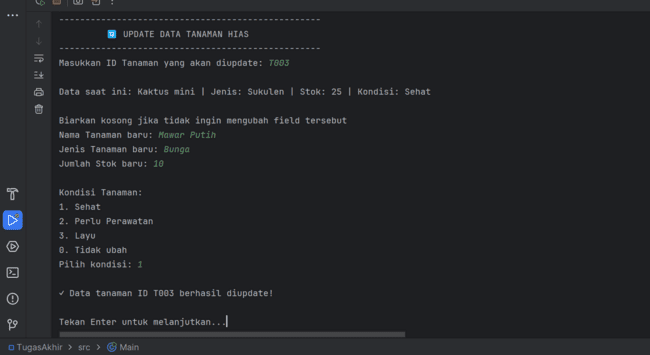 --------------------------------------------------
🔄 UPDATE DATA TANAMAN HIAS
--------------------------------------------------
Masukkan ID Tanaman yang akan diupdate: T003
Data saat ini: Kaktus mini | Jenis: Sukulen | Stok: 25 | Kondisi: Sehat
Biarkan kosong jika tidak ingin mengubah field tersebut
Nama Tanaman baru: Mawar Putih
Jenis Tanaman baru: Bunga
Jumlah Stok baru: 10
Kondisi Tanaman:
1. Sehat
2. Perlu Perawatan
3. Layu
0. Tidak ubah
Pilih kondisi: 1
✓ Data tanaman ID T003 berhasil diupdate!
Tekan Enter untuk melanjutkan...
TugasAkhir > src > Main